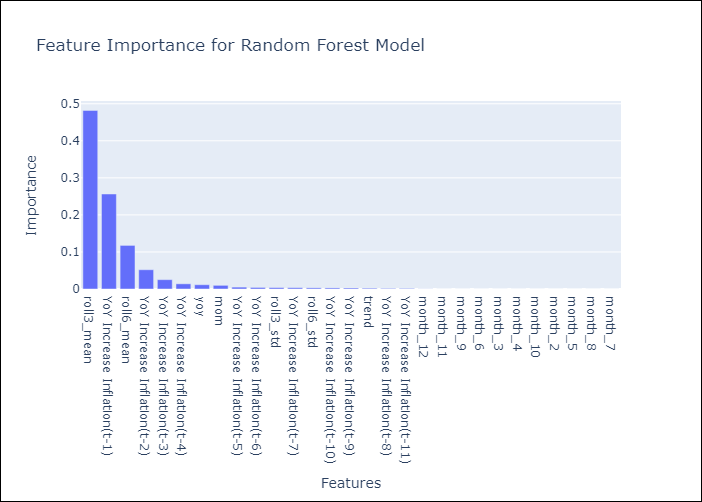 Feature Importance for Random Forest Model
Importance
0.5
0.4
0.3
0.2
0.1
0
roll3_mean
YoY Increase Inflation(t-1)
roll6_mean
YoY Increase Inflation(t-2)
YoY Increase Inflation(t-3)
YoY Increase Inflation(t-4)
yoy
mom
YoY Increase Inflation(t-5)
YoY Increase Inflation(t-6)
roll3_std
YoY Increase Inflation(t-7)
roll6_std
YoY Increase Inflation(t-10)
YoY Increase Inflation(t-9)
trend
YoY Increase Inflation(t-8)
YoY Increase Inflation(t-11)
month_12
month_11
month_9
month_6
month_3
month_4
month_10
month_2
month_5
month_8
month_7
Features